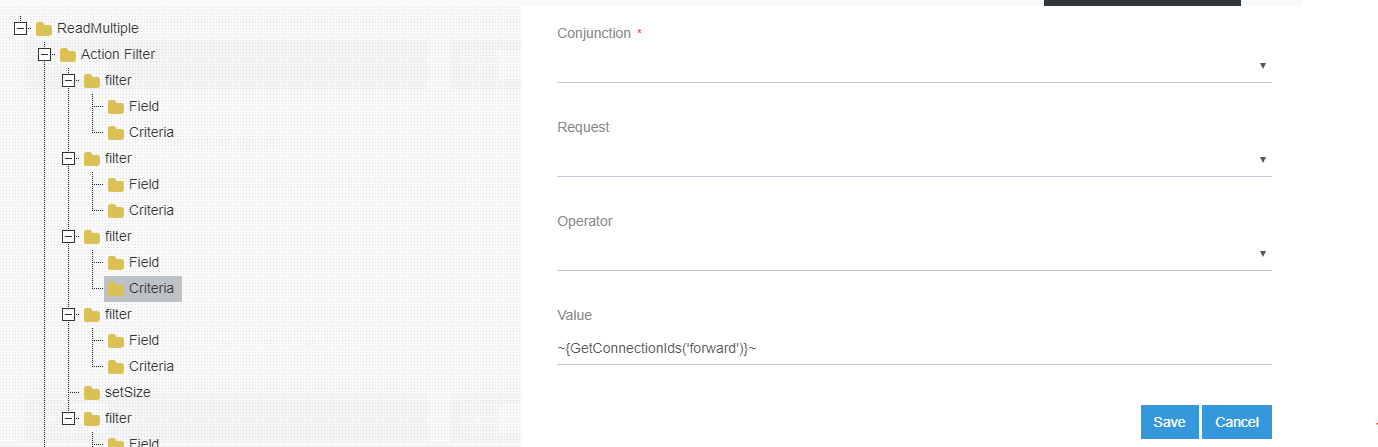 ReadMultiple
Action Filter
filter
Field
Criteria
filter
Field
Criteria
filter
Field
Criteria
filter
Field
Criteria
setSize
filter
Field
Conjunction *
Request
Operator
Value
~{GetConnectionIds('forward')}~
Save Cancel